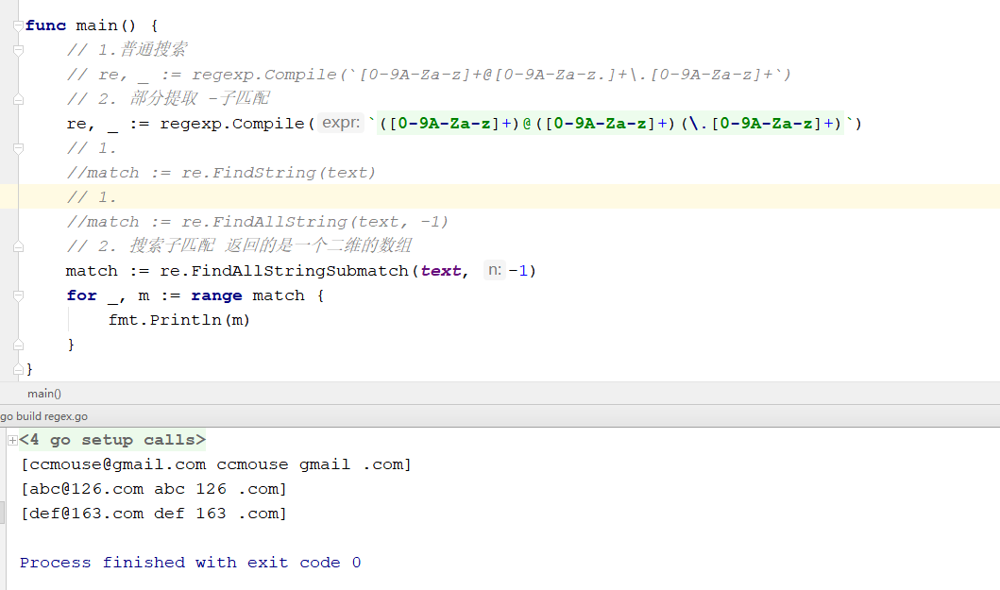 func main() {
    // 1.普通搜索
    // re, _ := regexp.Compile(`[0-9A-Za-z]+@[0-9A-Za-z.]+\.[0-9A-Za-z]+`)
    // 2. 部分提取 -子匹配
    re, _ := regexp.Compile( expr: `([0-9A-Za-z]+)@([0-9A-Za-z]+)(\.[0-9A-Za-z]+)`)
    // 1.
    //match := re.FindString(text)
    // 1.
    //match := re.FindAllString(text, -1)
    // 2. 搜索子匹配 返回的是一个二维的数组
    match := re.FindAllStringSubmatch(text, n: -1)
    for _, m := range match {
        fmt.Println(m)
    }
}
main()
go build regex.go
<4 go setup calls>
[ccmouse@gmail.com ccmouse gmail .com]
[abc@126.com abc 126 .com]
[def@163.com def 163 .com]
Process finished with exit code 0